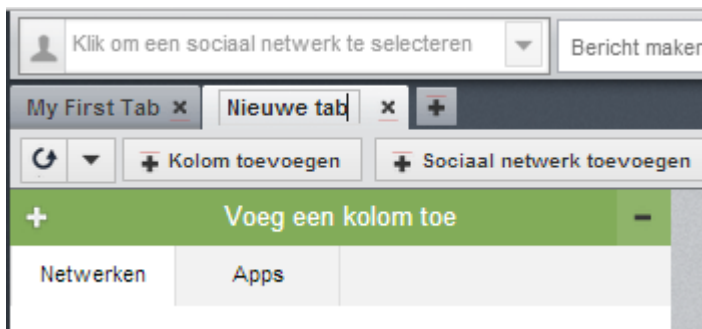 Klik om een sociaal netwerk te selecteren
Bericht maken
My First Tab
Nieuwe tab
Kolom toevoegen
Sociaal netwerk toevoegen
Voeg een kolom toe
Netwerken
Apps